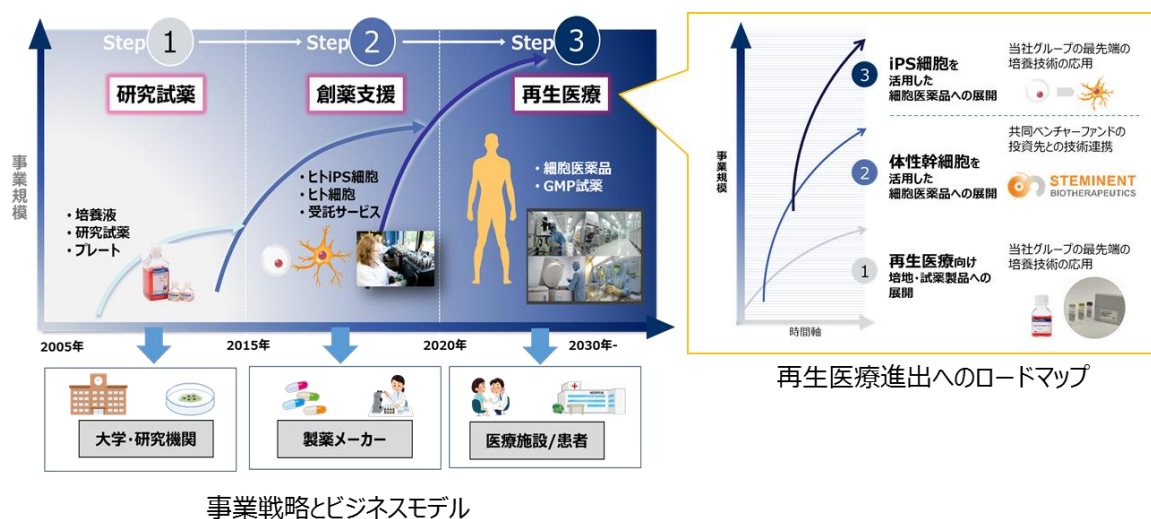 Step 1
Step 2
Step 3
研究試薬
創薬支援
再生医療
事業規模
・培養液
・研究試薬
・プレート
・ヒトiPS細胞
・ヒト細胞
・受託サービス
・細胞医薬品
・GMP試薬
2005年
2015年
2020年
2030年-
大学・研究機関
製薬メーカー
HOSPITAL
医療施設/患者
事業戦略とビジネスモデル
事業規模
時間軸
3
iPS細胞を
活用した
細胞医薬品への展開
当社グループの最先端の
培養技術の応用
2
体性幹細胞を
活用した
細胞医薬品への展開
共同ベンチャーファンドの
投資先との技術連携
STEMINENT
BIOTHERAPEUTICS
1
再生医療向け
培地・試薬製品への
展開
当社グループの最先端の
培養技術の応用
再生医療進出へのロードマップ